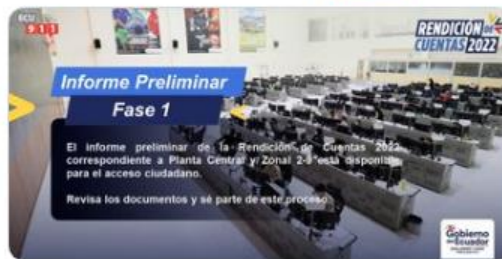 ECU
911
RENDICIÓN DE
CUENTAS 2022
Informe Preliminar
Fase 1
El informe preliminar de la Rendición de Cuentas 2022
correspondiente a Planta Central y Zonal 2-9 está disponible
para el acceso ciudadano.
Revisa los documentos y sé parte de este proceso.
Gobierno
del Ecuador